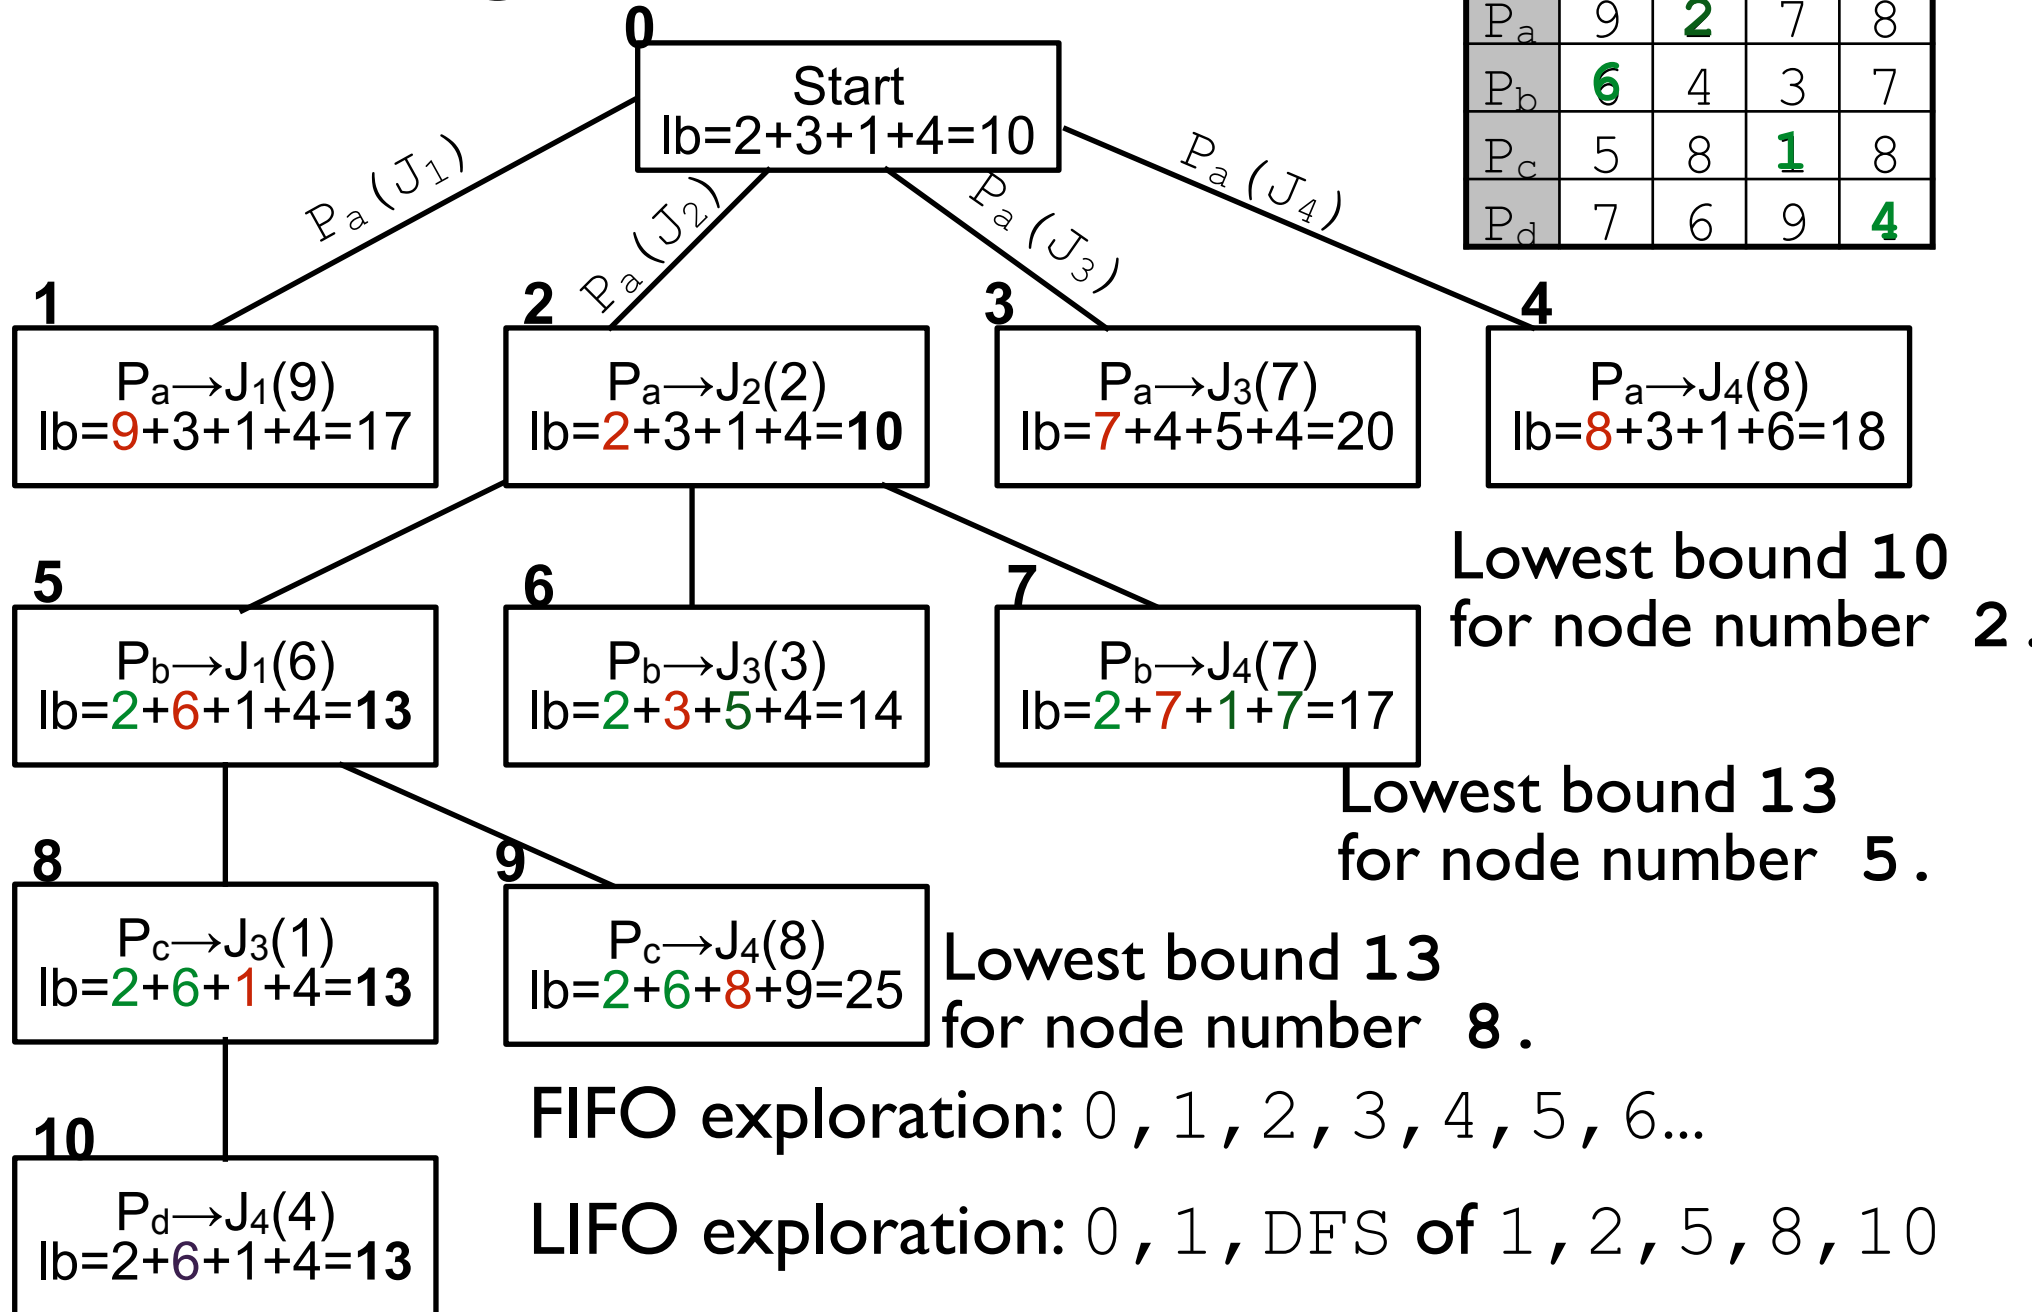 0
Start
lb=2+3+1+4=10
Pa 9 2 7 8
Pb 6 4 3 7
Pc 5 8 1 8
Pd 7 6 9 4
Pa(J1)
Pa(J2)
Pa(J3)
Pa(J4)
1
Pa→J1(9)
lb=9+3+1+4=17
2
Pa→J2(2)
lb=2+3+1+4=10
3
Pa→J3(7)
lb=7+4+5+4=20
4
Pa→J4(8)
lb=8+3+1+6=18
Lowest bound 10
for node number 2.
5
Pb→J1(6)
lb=2+6+1+4=13
6
Pb→J3(3)
lb=2+3+5+4=14
7
Pb→J4(7)
lb=2+7+1+7=17
Lowest bound 13
for node number 5.
8
Pc→J3(1)
lb=2+6+1+4=13
9
Pc→J4(8)
lb=2+6+8+9=25
Lowest bound 13
for node number 8.
10
Pd→J4(4)
lb=2+6+1+4=13
FIFO exploration: 0,1,2,3,4,5,6…
LIFO exploration: 0,1,DFS of 1,2,5,8,10